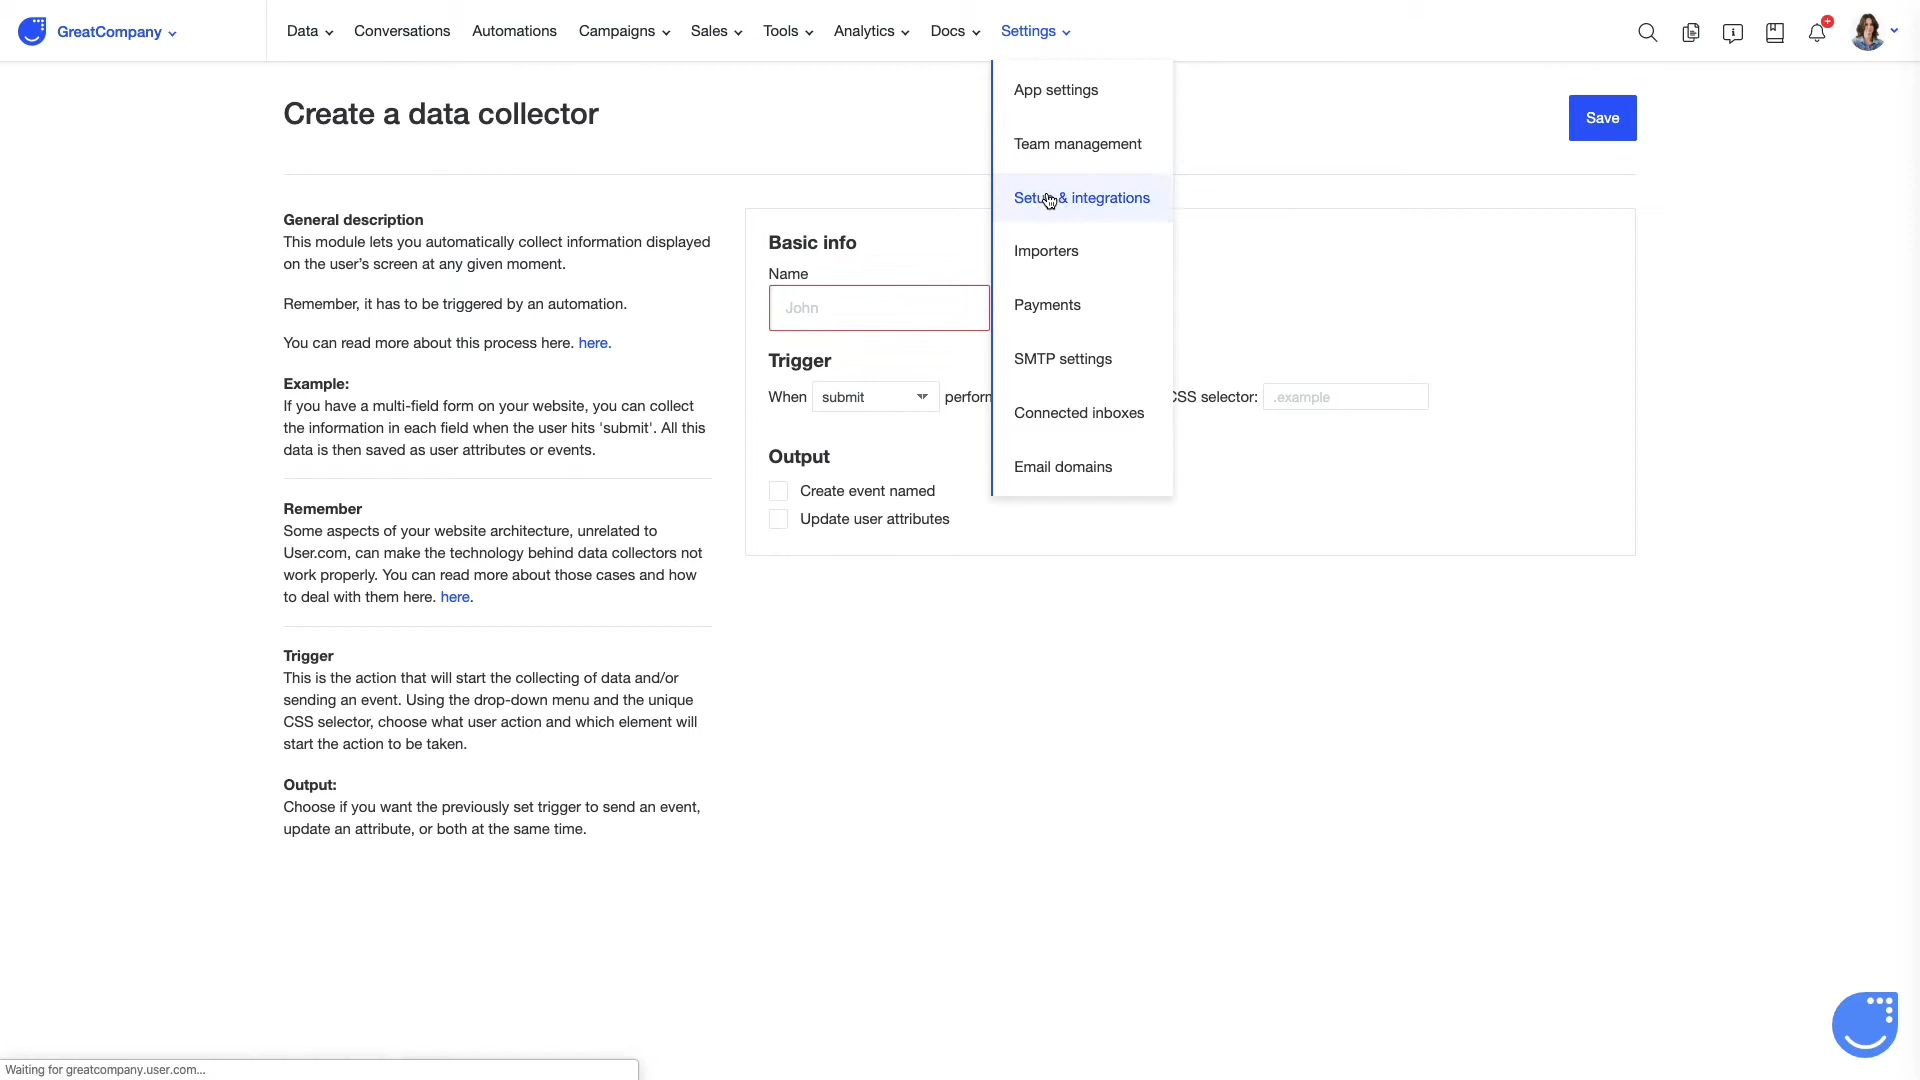 GreatCompany
Data
Conversations
Automations
Campaigns
Sales
Tools
Analytics
Docs
Settings
App settings
Team management
Setup & integrations
Importers
Payments
SMTP settings
Connected inboxes
Email domains
Create a data collector
Save
General description
This module lets you automatically collect information displayed
on the user's screen at any given moment.
Remember, it has to be triggered by an automation.
You can read more about this process here. here.
Example:
If you have a multi-field form on your website, you can collect
the information in each field when the user hits 'submit'. All this
data is then saved as user attributes or events.
Remember
Some aspects of your website architecture, unrelated to
User.com, can make the technology behind data collectors not
work properly. You can read more about those cases and how
to deal with them here. here.
Trigger
This is the action that will start the collecting of data and/or
sending an event. Using the drop-down menu and the unique
CSS selector, choose what user action and which element will
start the action to be taken.
Output:
Choose if you want the previously set trigger to send an event,
update an attribute, or both at the same time.
Basic info
Name
John
Trigger
When submit perform CSS selector: .example
Output
Create event named
Update user attributes
Waiting for greatcompany.user.com...